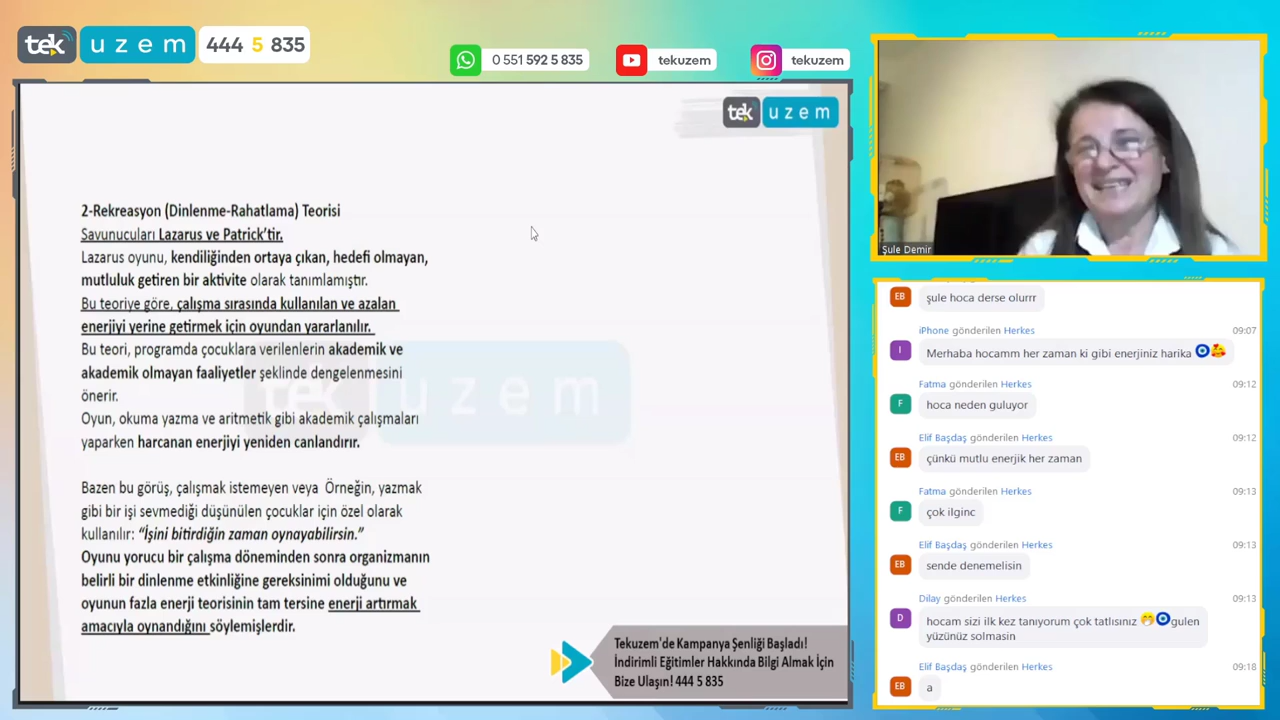 tek uzem 444 5 835
0 551 592 5 835
tekuzem
tekuzem
tek uzem
2-Rekreasyon (Dinlenme-Rahatlama) Teorisi
Savunucuları Lazarus ve Patrick'tir.
Lazarus oyunu, kendiliğinden ortaya çıkan, hedefi olmayan,
mutluluk getiren bir aktivite olarak tanımlamıştır.
Bu teoriye göre, çalışma sırasında kullanılan ve azalan
enerjiyi yerine getirmek için oyundan yararlanılır.
Bu teori, programda çocuklara verilenlerin akademik ve
akademik olmayan faaliyetler şeklinde dengelenmesini
önerir.
Oyun, okuma yazma ve aritmetik gibi akademik çalışmaları
yaparken harcanan enerjiyi yeniden canlandırır.
Bazen bu görüş, çalışmak istemeyen veya Örneğin, yazmak
gibi bir işi sevmediği düşünülen çocuklar için özel olarak
kullanılır: “İşini bitirdiğin zaman oynayabilirsin.”
Oyunu yorucu bir çalışma döneminden sonra organizmanın
belirli bir dinlenme etkinliğine gereksinimi olduğunu ve
oyunun fazla enerji teorisinin tam tersine enerji artırmak
amacıyla oynandığını söylemişlerdir.
tek uzem
Tekuzem'de Kampanya Şenliği Başladı!
İndirimli Eğitimler Hakkında Bilgi Almak İçin
Bize Ulaşın! 444 5 835
Şule Demir
EB şule hoca derse olurrr
iPhone gönderilen Herkes 09:07
I Merhaba hocamm her zaman ki gibi enerjiniz harika
Fatma gönderilen Herkes 09:12
F hoca neden guluyor
Elif Başdaş gönderilen Herkes 09:12
EB çünkü mutlu enerjik her zaman
Fatma gönderilen Herkes 09:13
F çok ilginc
Elif Başdaş gönderilen Herkes 09:13
EB sende denemelisin
Dilay gönderilen Herkes 09:13
D hocam sizi ilk kez tanıyorum çok tatlısınız gulen
yüzünüz solmasin
Elif Başdaş gönderilen Herkes 09:18
EB a